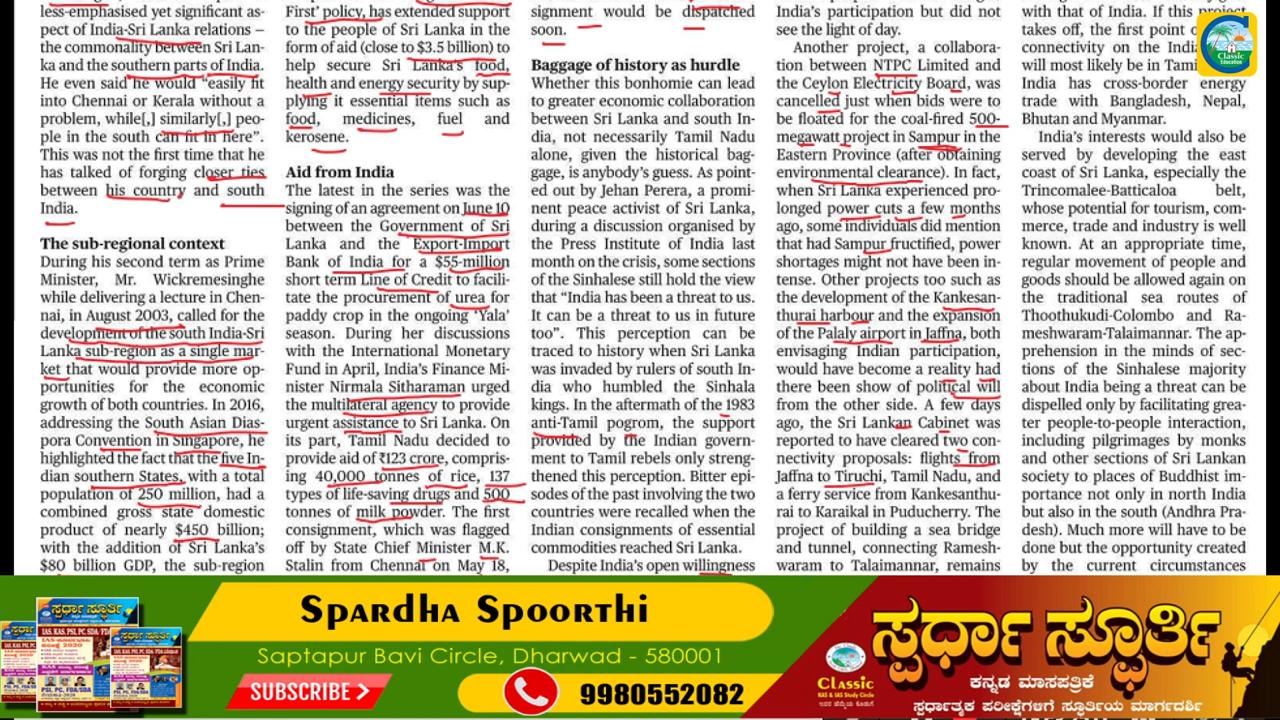 less-emphasised yet significant as-
pect of India-Sri Lanka relations –
the commonality between Sri Lan-
ka and the southern parts of India.
He even said he would “easily fit
into Chennai or Kerala without a
problem, while[,] similarly[,] peo-
ple in the south can fit in here”.
This was not the first time that he
has talked of forging closer ties
between his country and south
India.
The sub-regional context
During his second term as Prime
Minister, Mr. Wickremesinghe
while delivering a lecture in Chen-
nai, in August 2003, called for the
development of the south India-Sri
Lanka sub-region as a single mar-
ket that would provide more op-
portunities for the economic
growth of both countries. In 2016,
addressing the South Asian Dias-
pora Convention in Singapore, he
highlighted the fact that the five In-
dian southern States, with a total
population of 250 million, had a
combined gross state domestic
product of nearly $450 billion;
with the addition of Sri Lanka’s
$80 billion GDP, the sub-region
First’ policy, has extended support
to the people of Sri Lanka in the
form of aid (close to $3.5 billion) to
help secure Sri Lanka’s food,
health and energy security by sup-
plying it essential items such as
food, medicines, fuel and
kerosene.
Aid from India
The latest in the series was the
signing of an agreement on June 10
between the Government of Sri
Lanka and the Export-Import
Bank of India for a $55-million
short term Line of Credit to facili-
tate the procurement of urea for
paddy crop in the ongoing ‘Yala’
season. During her discussions
with the International Monetary
Fund in April, India’s Finance Mi-
nister Nirmala Sitharaman urged
the multilateral agency to provide
urgent assistance to Sri Lanka. On
its part, Tamil Nadu decided to
provide aid of ₹123 crore, compris-
ing 40,000 tonnes of rice, 137
types of life-saving drugs and 500
tonnes of milk powder. The first
consignment, which was flagged
off by State Chief Minister M.K.
Stalin from Chennai on May 18,
signment would be dispatched
soon.
Baggage of history as hurdle
Whether this bonhomie can lead
to greater economic collaboration
between Sri Lanka and south In-
dia, not necessarily Tamil Nadu
alone, given the historical bag-
gage, is anybody’s guess. As point-
ed out by Jehan Perera, a promi-
nent peace activist of Sri Lanka,
during a discussion organised by
the Press Institute of India last
month on the crisis, some sections
of the Sinhalese still hold the view
that “India has been a threat to us.
It can be a threat to us in future
too”. This perception can be
traced to history when Sri Lanka
was invaded by rulers of south In-
dia who humbled the Sinhala
kings. In the aftermath of the 1983
anti-Tamil pogrom, the support
provided by the Indian govern-
ment to Tamil rebels only streng-
thened this perception. Bitter epi-
sodes of the past involving the two
countries were recalled when the
Indian consignments of essential
commodities reached Sri Lanka.
Despite India’s open willingness
India’s participation but did not
see the light of day.
Another project, a collabora-
tion between NTPC Limited and
the Ceylon Electricity Board, was
cancelled just when bids were to
be floated for the coal-fired 500-
megawatt project in Sampur in the
Eastern Province (after obtaining
environmental clearance). In fact,
when Sri Lanka experienced pro-
longed power cuts a few months
ago, some individuals did mention
that had Sampur fructified, power
shortages might not have been in-
tense. Other projects too such as
the development of the Kankesan-
thurai harbour and the expansion
of the Palaly airport in Jaffna, both
envisaging Indian participation,
would have become a reality had
there been show of political will
from the other side. A few days
ago, the Sri Lankan Cabinet was
reported to have cleared two con-
nectivity proposals: flights from
Jaffna to Tiruchi, Tamil Nadu, and
a ferry service from Kankesanthu-
rai to Karaikal in Puducherry. The
project of building a sea bridge
and tunnel, connecting Ramesh-
waram to Talaimannar, remains
with that of India. If this project
takes off, the first point of
connectivity on the India
will most likely be in Tamil
India has cross-border energy
trade with Bangladesh, Nepal,
Bhutan and Myanmar.
India’s interests would also be
served by developing the east
coast of Sri Lanka, especially the
Trincomalee-Batticaloa belt,
whose potential for tourism, com-
merce, trade and industry is well
known. At an appropriate time,
regular movement of people and
goods should be allowed again on
the traditional sea routes of
Thoothukudi-Colombo and Ra-
meshwaram-Talaimannar. The ap-
prehension in the minds of sec-
tions of the Sinhalese majority
about India being a threat can be
dispelled only by facilitating grea-
ter people-to-people interaction,
including pilgrimages by monks
and other sections of Sri Lankan
society to places of Buddhist im-
portance not only in north India
but also in the south (Andhra Pra-
desh). Much more will have to be
done but the opportunity created
by the current circumstances
Classic
Education
Spardha Spoorthi
Saptapur Bavi Circle, Dharwad - 580001
SUBSCRIBE
9980552082
ಸ್ಪರ್ಧಾ ಸ್ಫೂರ್ತಿ
ಕನ್ನಡ ಮಾಸಪತ್ರಿಕೆ
ಸ್ಪರ್ಧಾತ್ಮಕ ಪರೀಕ್ಷೆಗಳಿಗೆ ಸ್ಫೂರ್ತಿಯ ಮಾರ್ಗದರ್ಶಿ
Classic
KAS & IAS Study Circle